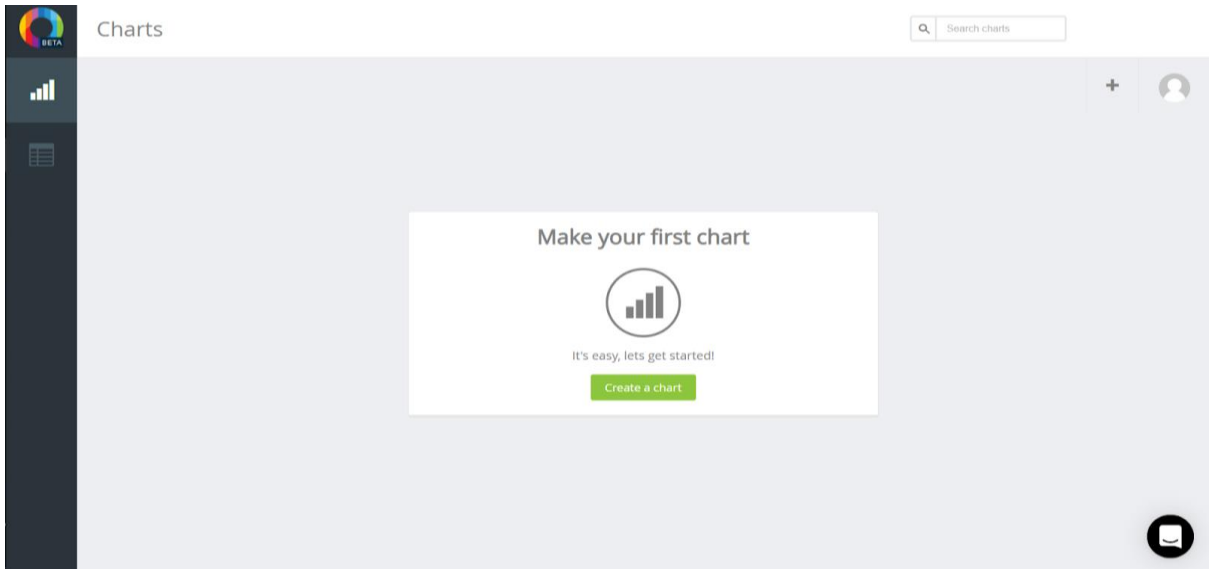 BETA
Charts
Search charts
Make your first chart
It's easy, lets get started!
Create a chart